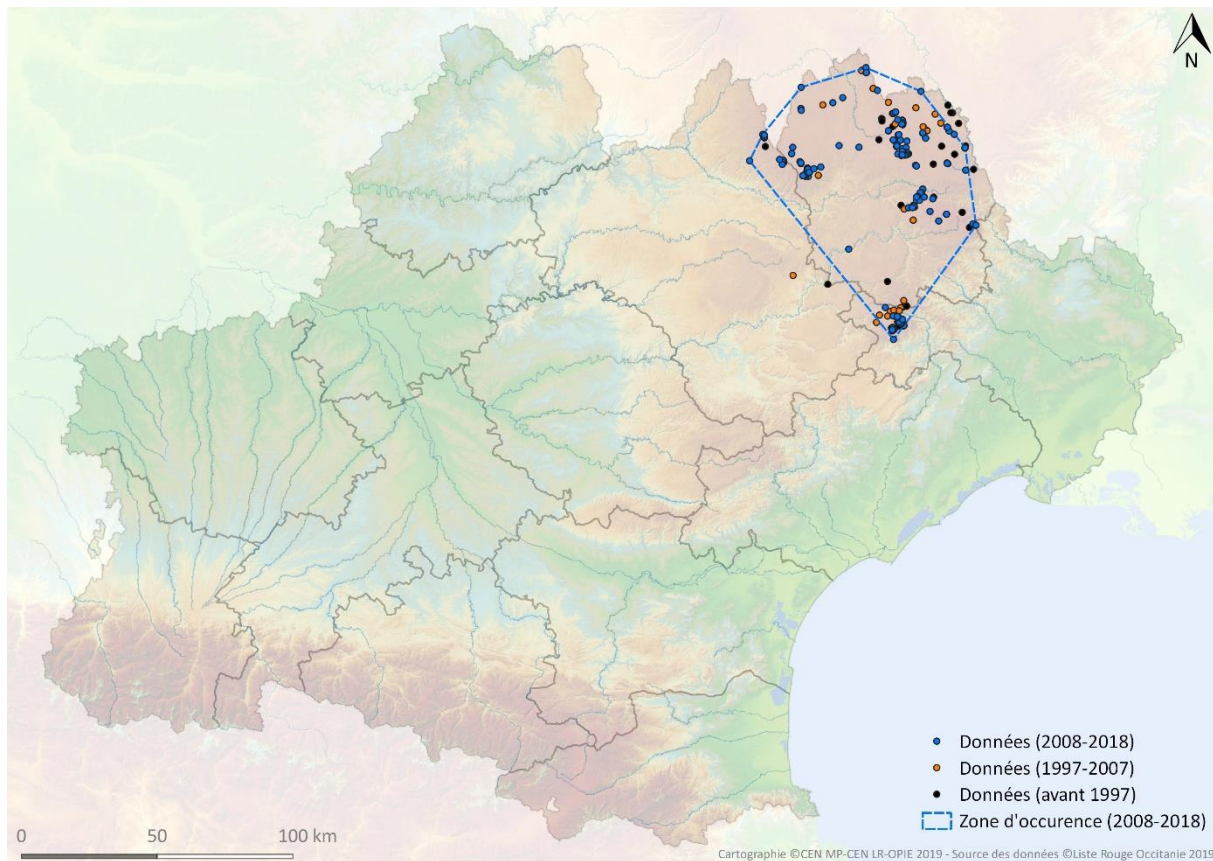 N
Données (2008-2018)
Données (1997-2007)
Données (avant 1997)
Zone d'occurence (2008-2018)
0 50 100 km
Cartographie ©CEN MP-CEN LR-OPIE 2019 - Source des données ©Liste Rouge Occitanie 2019